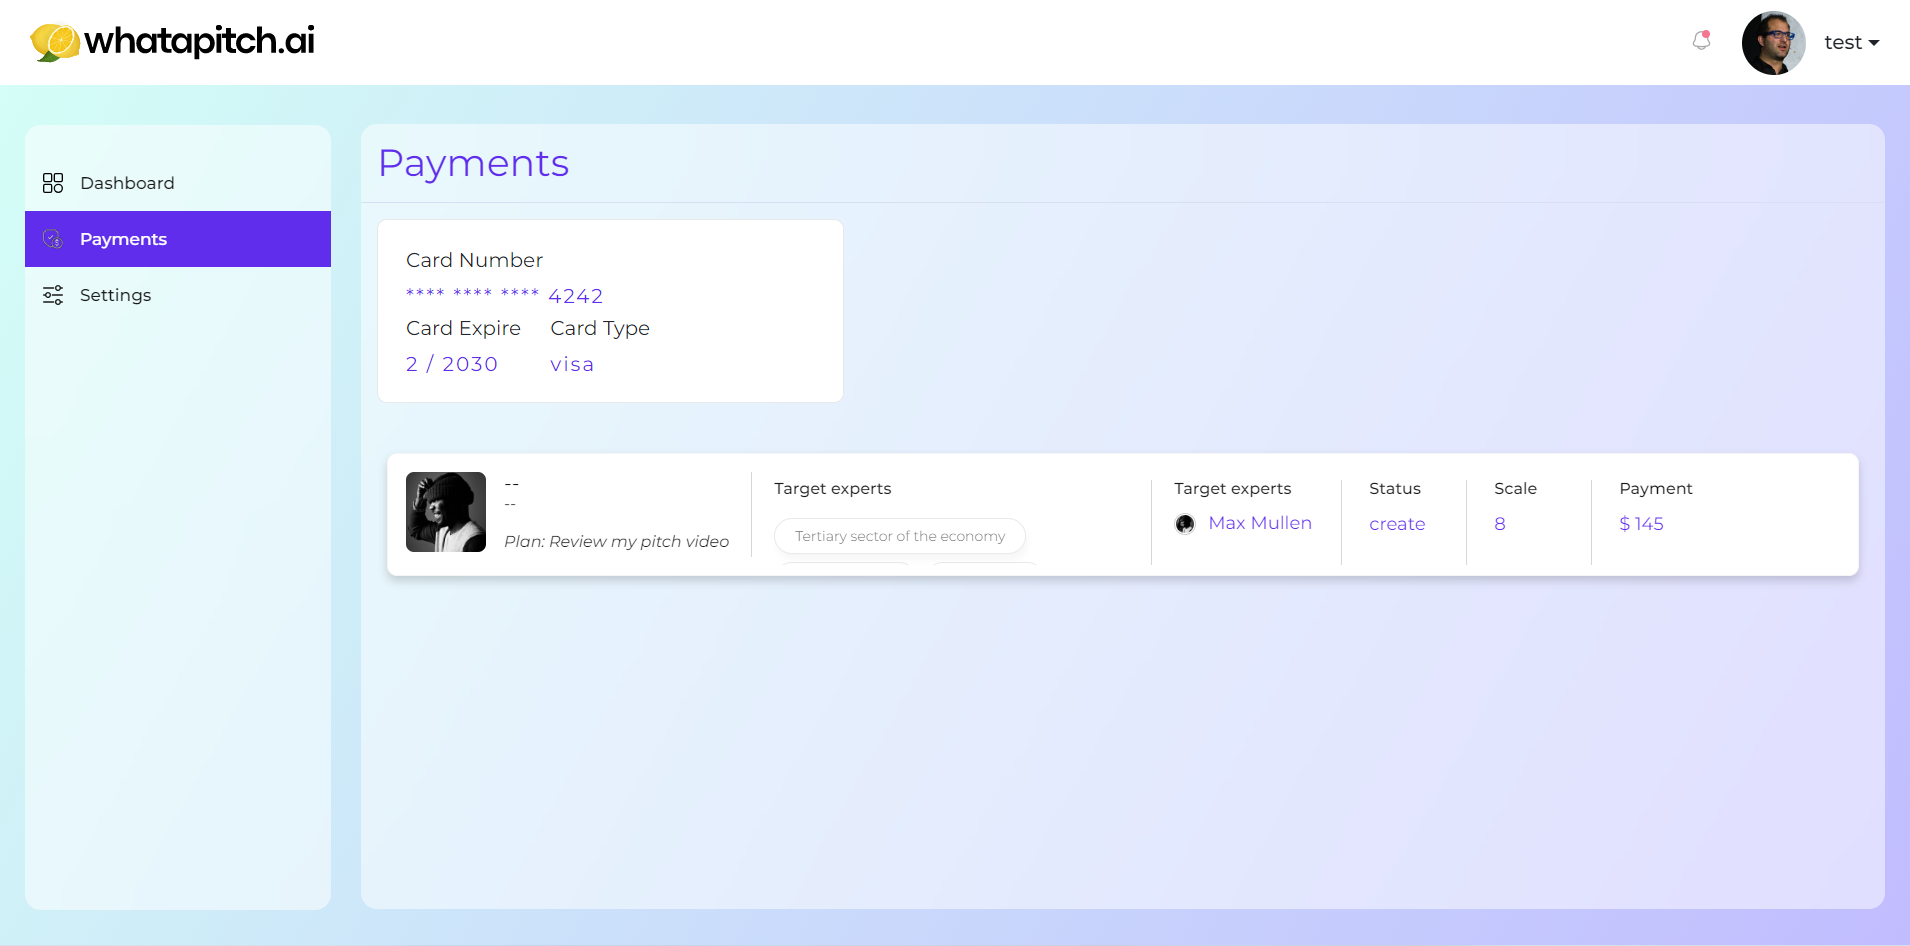 whatapitch.ai
test
Dashboard
Payments
Settings
Payments
Card Number
**** **** **** 4242
Card Expire Card Type
2 / 2030 visa
--
--
Plan: Review my pitch video
Target experts
Tertiary sector of the economy
Target experts
Max Mullen
Status
create
Scale
8
Payment
$ 145